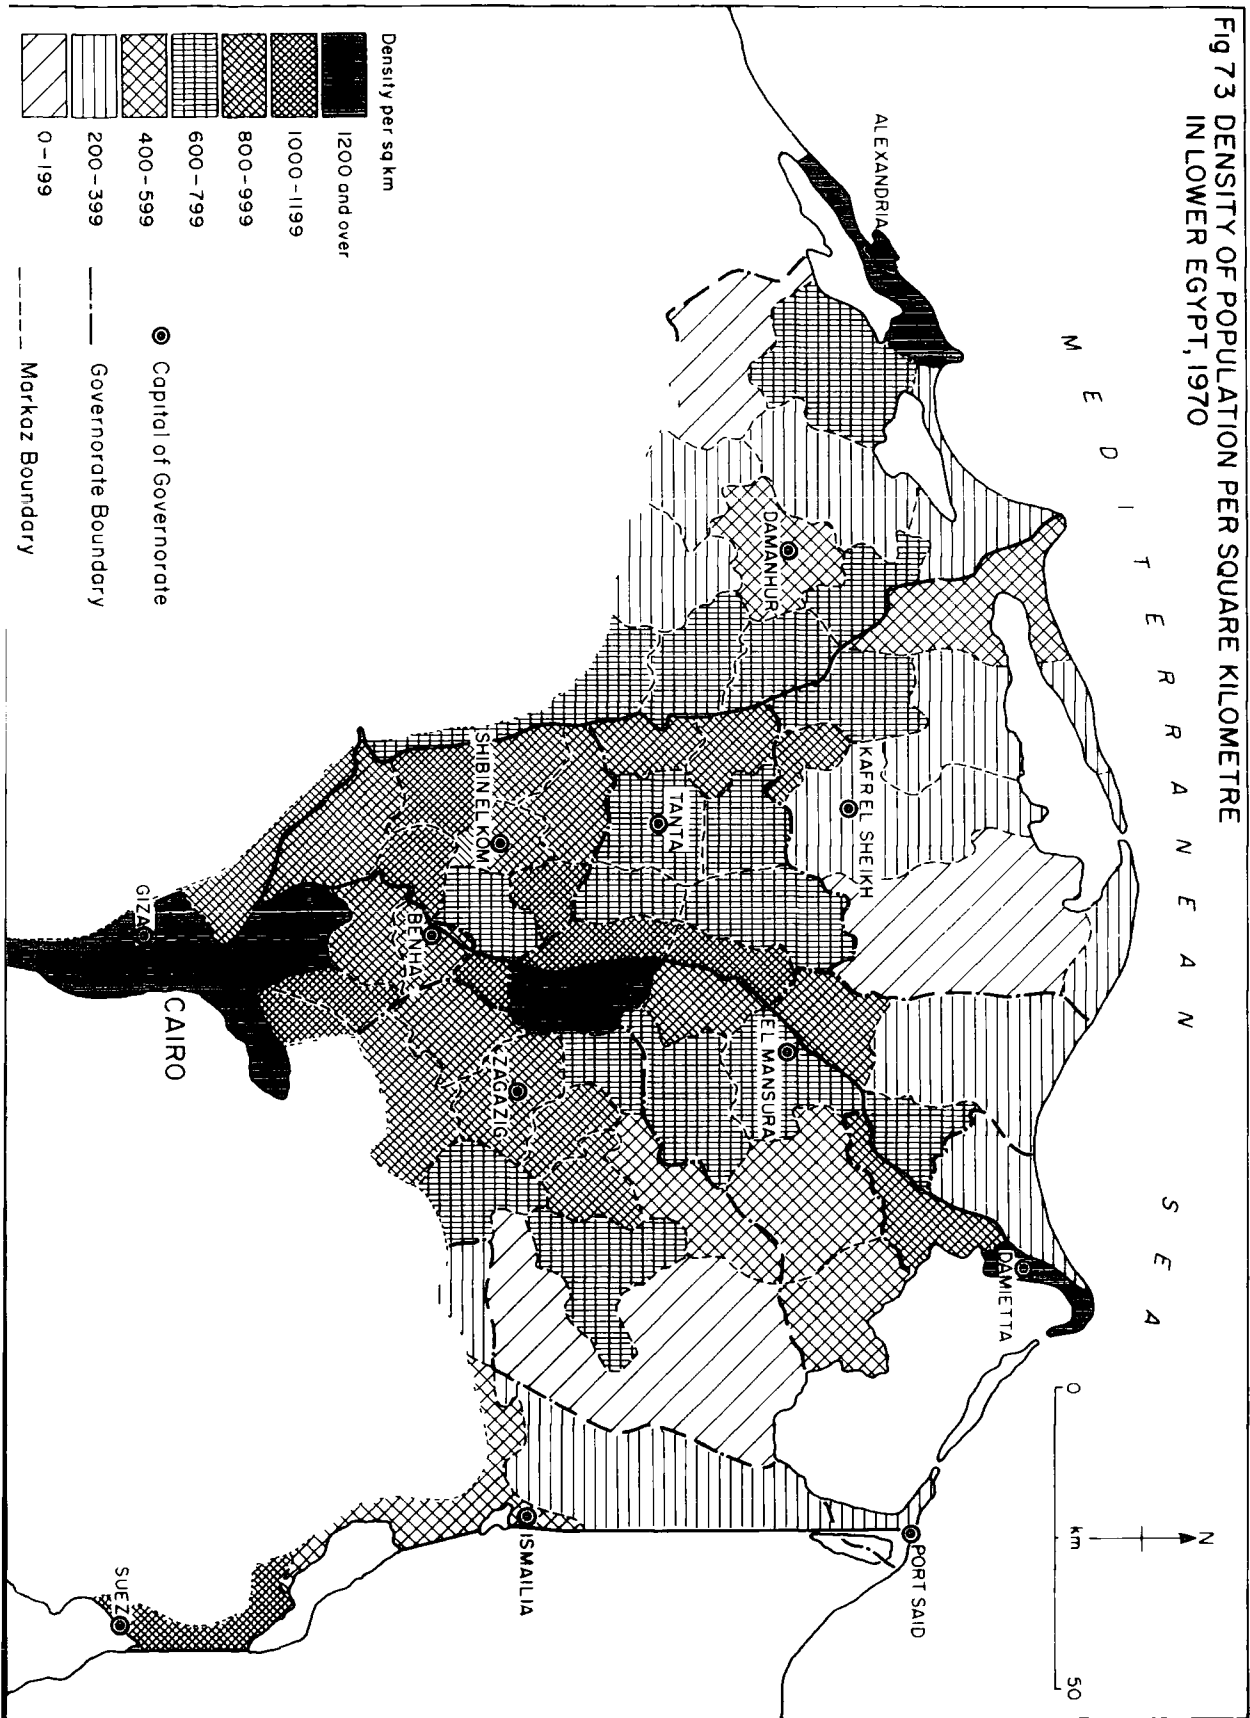 Fig 73 DENSITY OF POPULATION PER SQUARE KILOMETRE
IN LOWER EGYPT, 1970
MEDITERRANEAN SEA
ALEXANDRIA
DAMANHUR
KAFR EL SHEIKH
TANTA
SHIBIN EL KOM
BENHA
GIZA
CAIRO
ZAGAZIG
EL MANSURA
DAMIETTA
PORT SAID
ISMAILIA
SUEZ
N
0 km 50
Density per sq km
1200 and over
1000-1199
800-999
600-799
400-599
200-399
0-199
Capital of Governorate
Governorate Boundary
Markaz Boundary